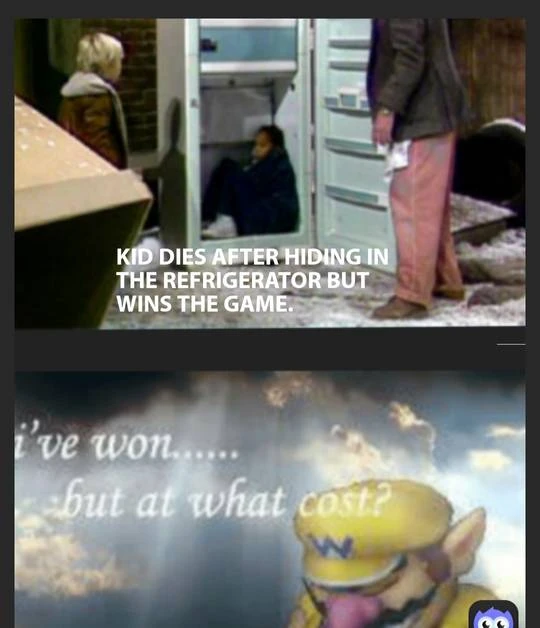 KID DIES AFTER HIDING IN
THE REFRIGERATOR BUT
WINS THE GAME.
i've won......
but at what cost?
W